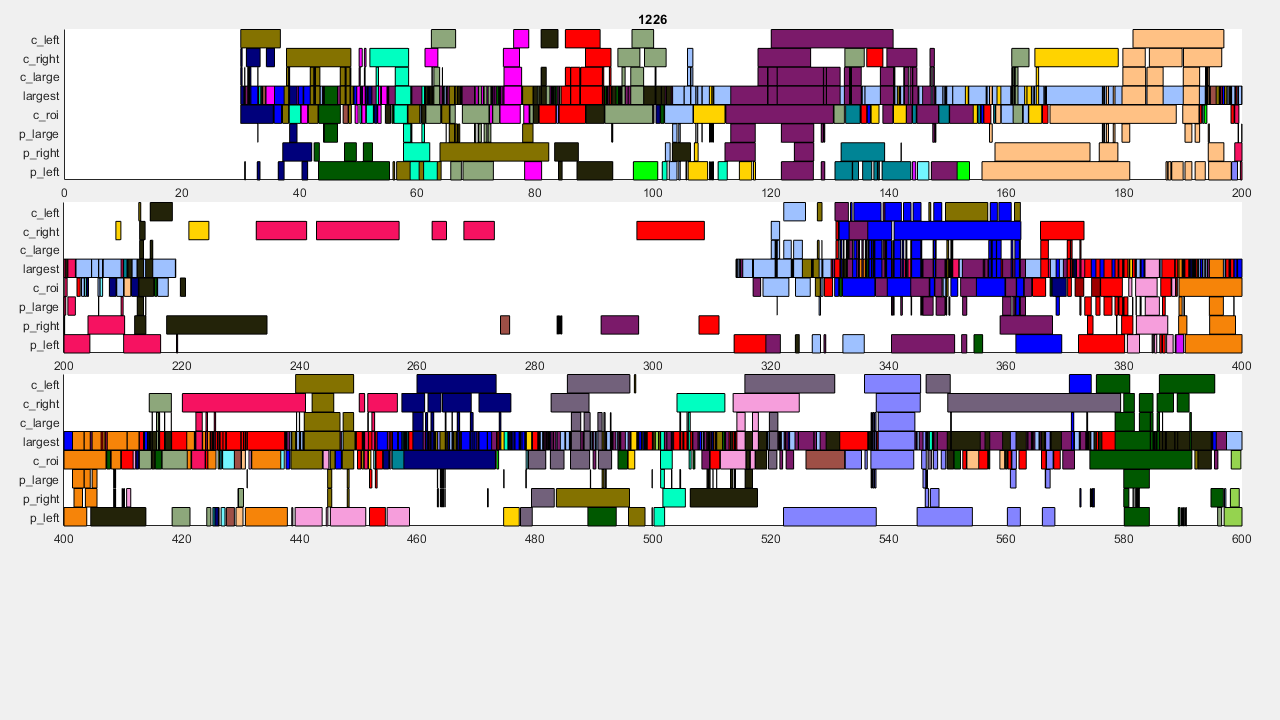 1226
c_left
c_right
c_large
largest
c_roi
p_large
p_right
p_left
0 20 40 60 80 100 120 140 160 180 200
c_left
c_right
c_large
largest
c_roi
p_large
p_right
p_left
200 220 240 260 280 300 320 340 360 380 400
c_left
c_right
c_large
largest
c_roi
p_large
p_right
p_left
400 420 440 460 480 500 520 540 560 580 600